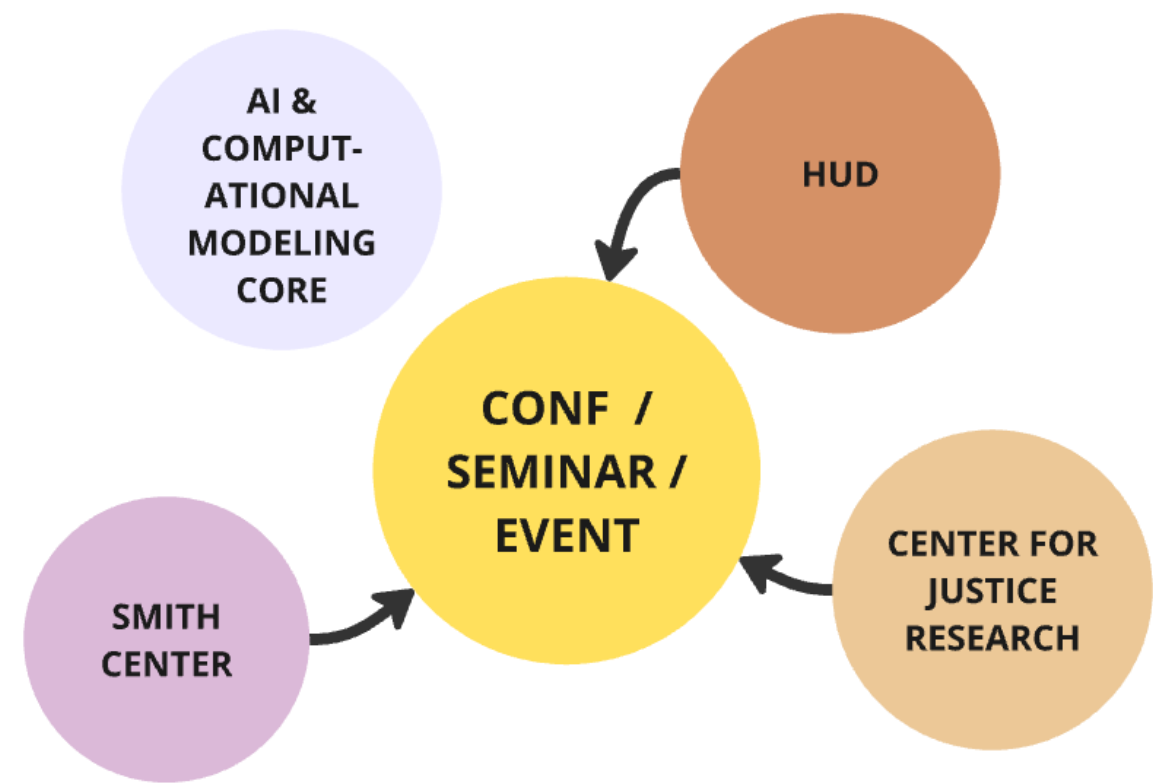 AI &
COMPUT-
ATIONAL
MODELING
CORE
HUD
CONF  /
SEMINAR /
EVENT
SMITH
CENTER
CENTER FOR
JUSTICE
RESEARCH